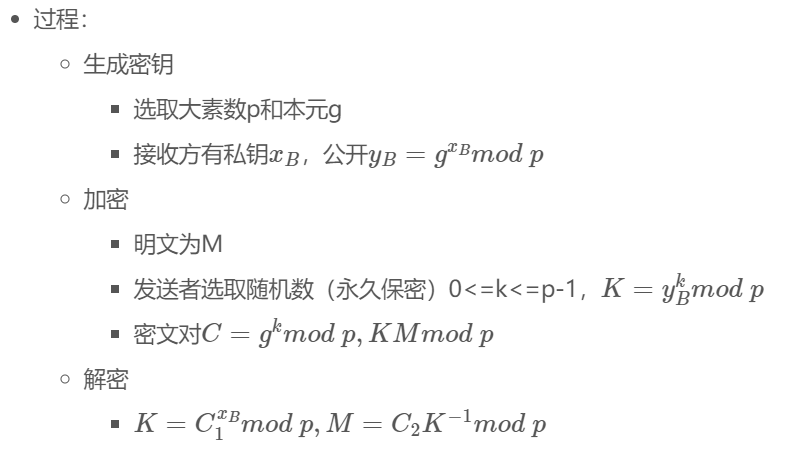 过程：
生成密钥
选取大素数p和本元g
接收方有私钥$x_B$，公开$y_B = g^{x_B} mod\ p$
加密
明文为M
发送者选取随机数（永久保密）0<=k<=p-1，$K = y_B^k mod\ p$
密文对$C = g^k mod\ p, KM mod\ p$
解密
$K = C_1^{x_B} mod\ p, M = C_2K^{-1} mod\ p$